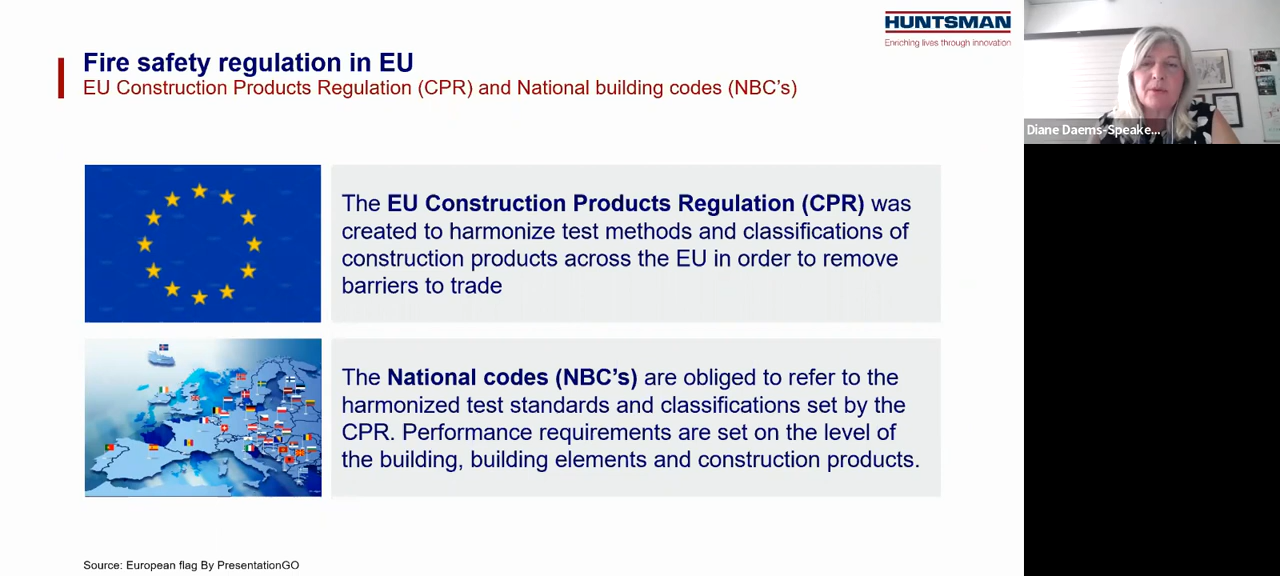 HUNTSMAN
Enriching lives through innovation
Fire safety regulation in EU
EU Construction Products Regulation (CPR) and National building codes (NBC's)
Diane Daems-Speake...
The EU Construction Products Regulation (CPR) was
created to harmonize test methods and classifications of
construction products across the EU in order to remove
barriers to trade
The National codes (NBC's) are obliged to refer to the
harmonized test standards and classifications set by the
CPR. Performance requirements are set on the level of
the building, building elements and construction products.
Source: European flag By PresentationGO